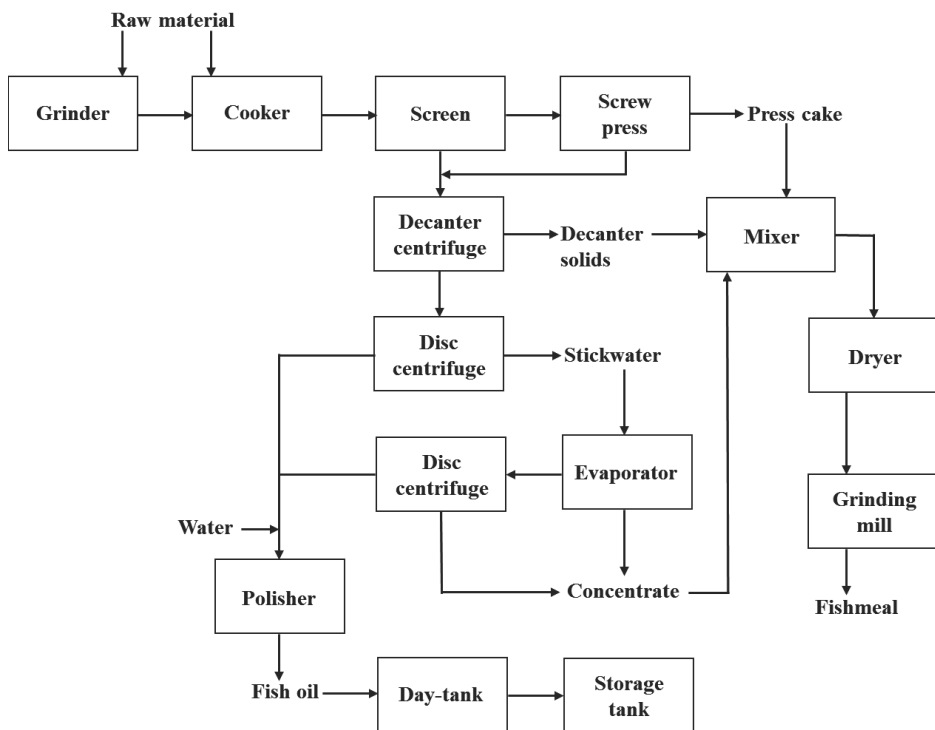 Raw material
Grinder
Cooker
Screen
Screw
press
Press cake
Decanter
centrifuge
Decanter
solids
Mixer
Disc
centrifuge
Stickwater
Dryer
Disc
centrifuge
Evaporator
Grinding
mill
Water
Polisher
Concentrate
Fishmeal
Fish oil
Day-tank
Storage
tank